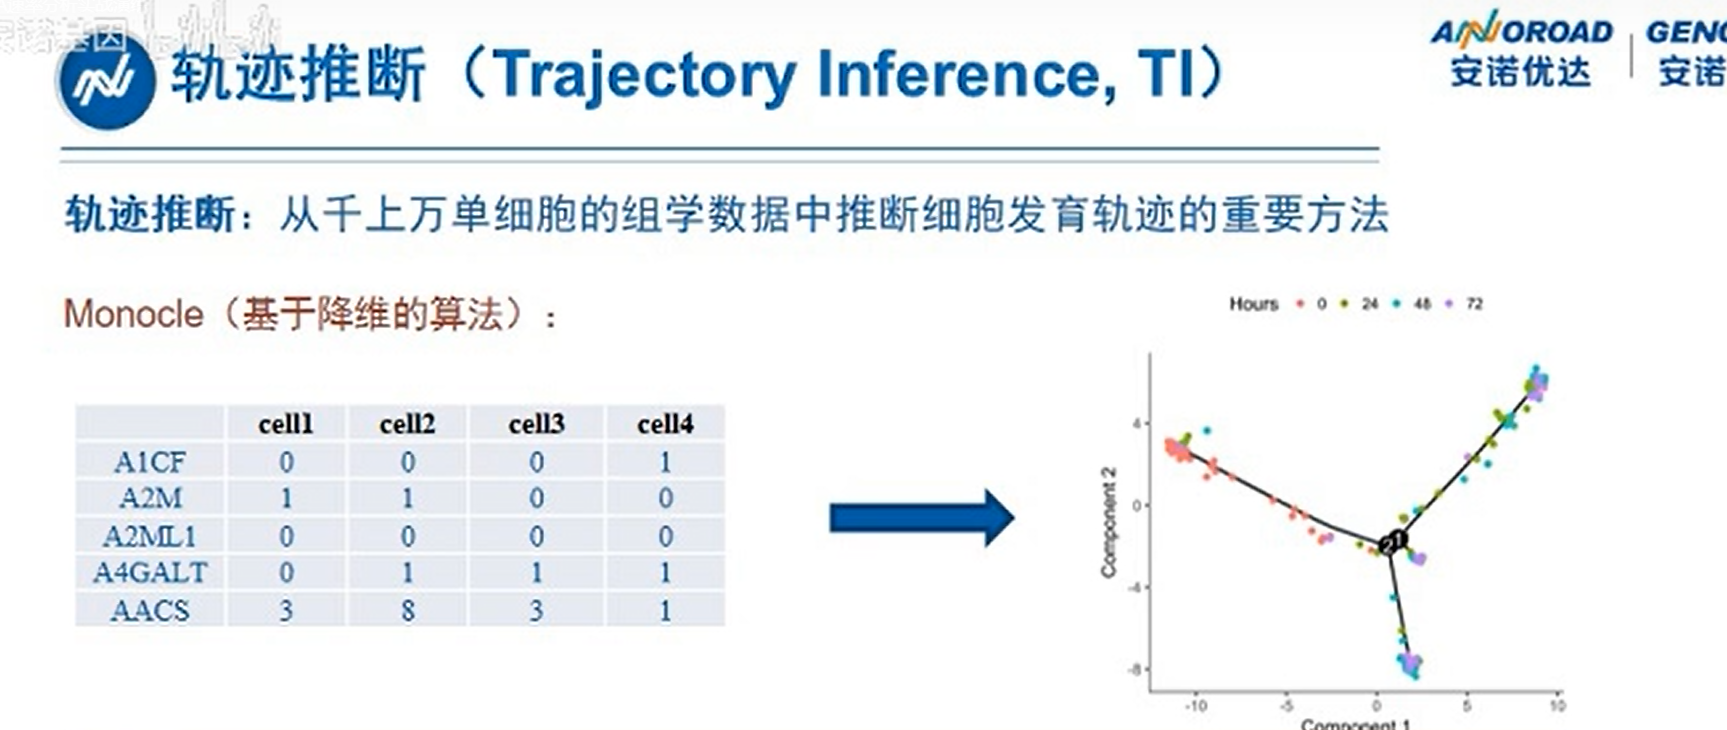 安诺基因
轨迹推断（Trajectory Inference, TI）
ANNOROAD
安诺优达
GENO
安诺
轨迹推断：从千上万单细胞的组学数据中推断细胞发育轨迹的重要方法
Monocle（基于降维的算法）：
cell1 cell2 cell3 cell4
A1CF 0 0 0 1
A2M 1 1 0 0
A2ML1 0 0 0 0
A4GALT 0 1 1 1
AACS 3 8 3 1
Hours 0 24 48 72
Component 2
4
0
-4
-8
2 1
-10 -5 0 5 10
Component 1